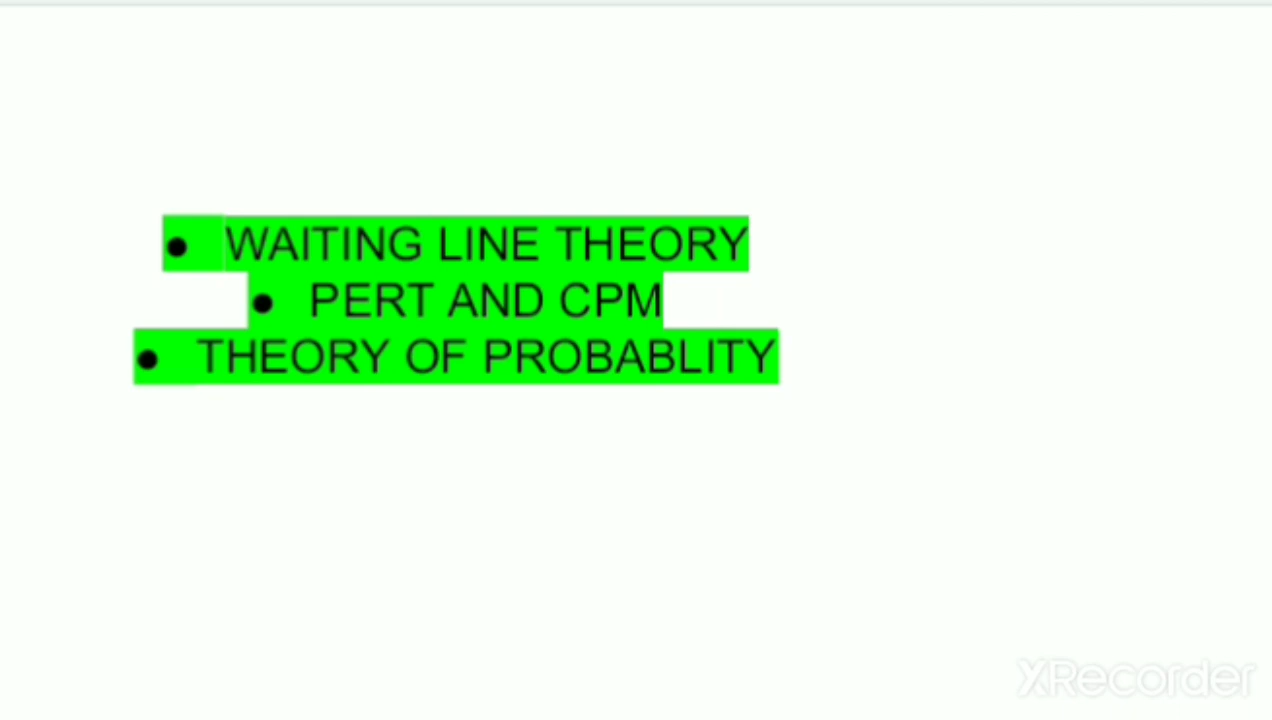 • WAITING LINE THEORY
• PERT AND CPM
• THEORY OF PROBABLITY
XRecorder